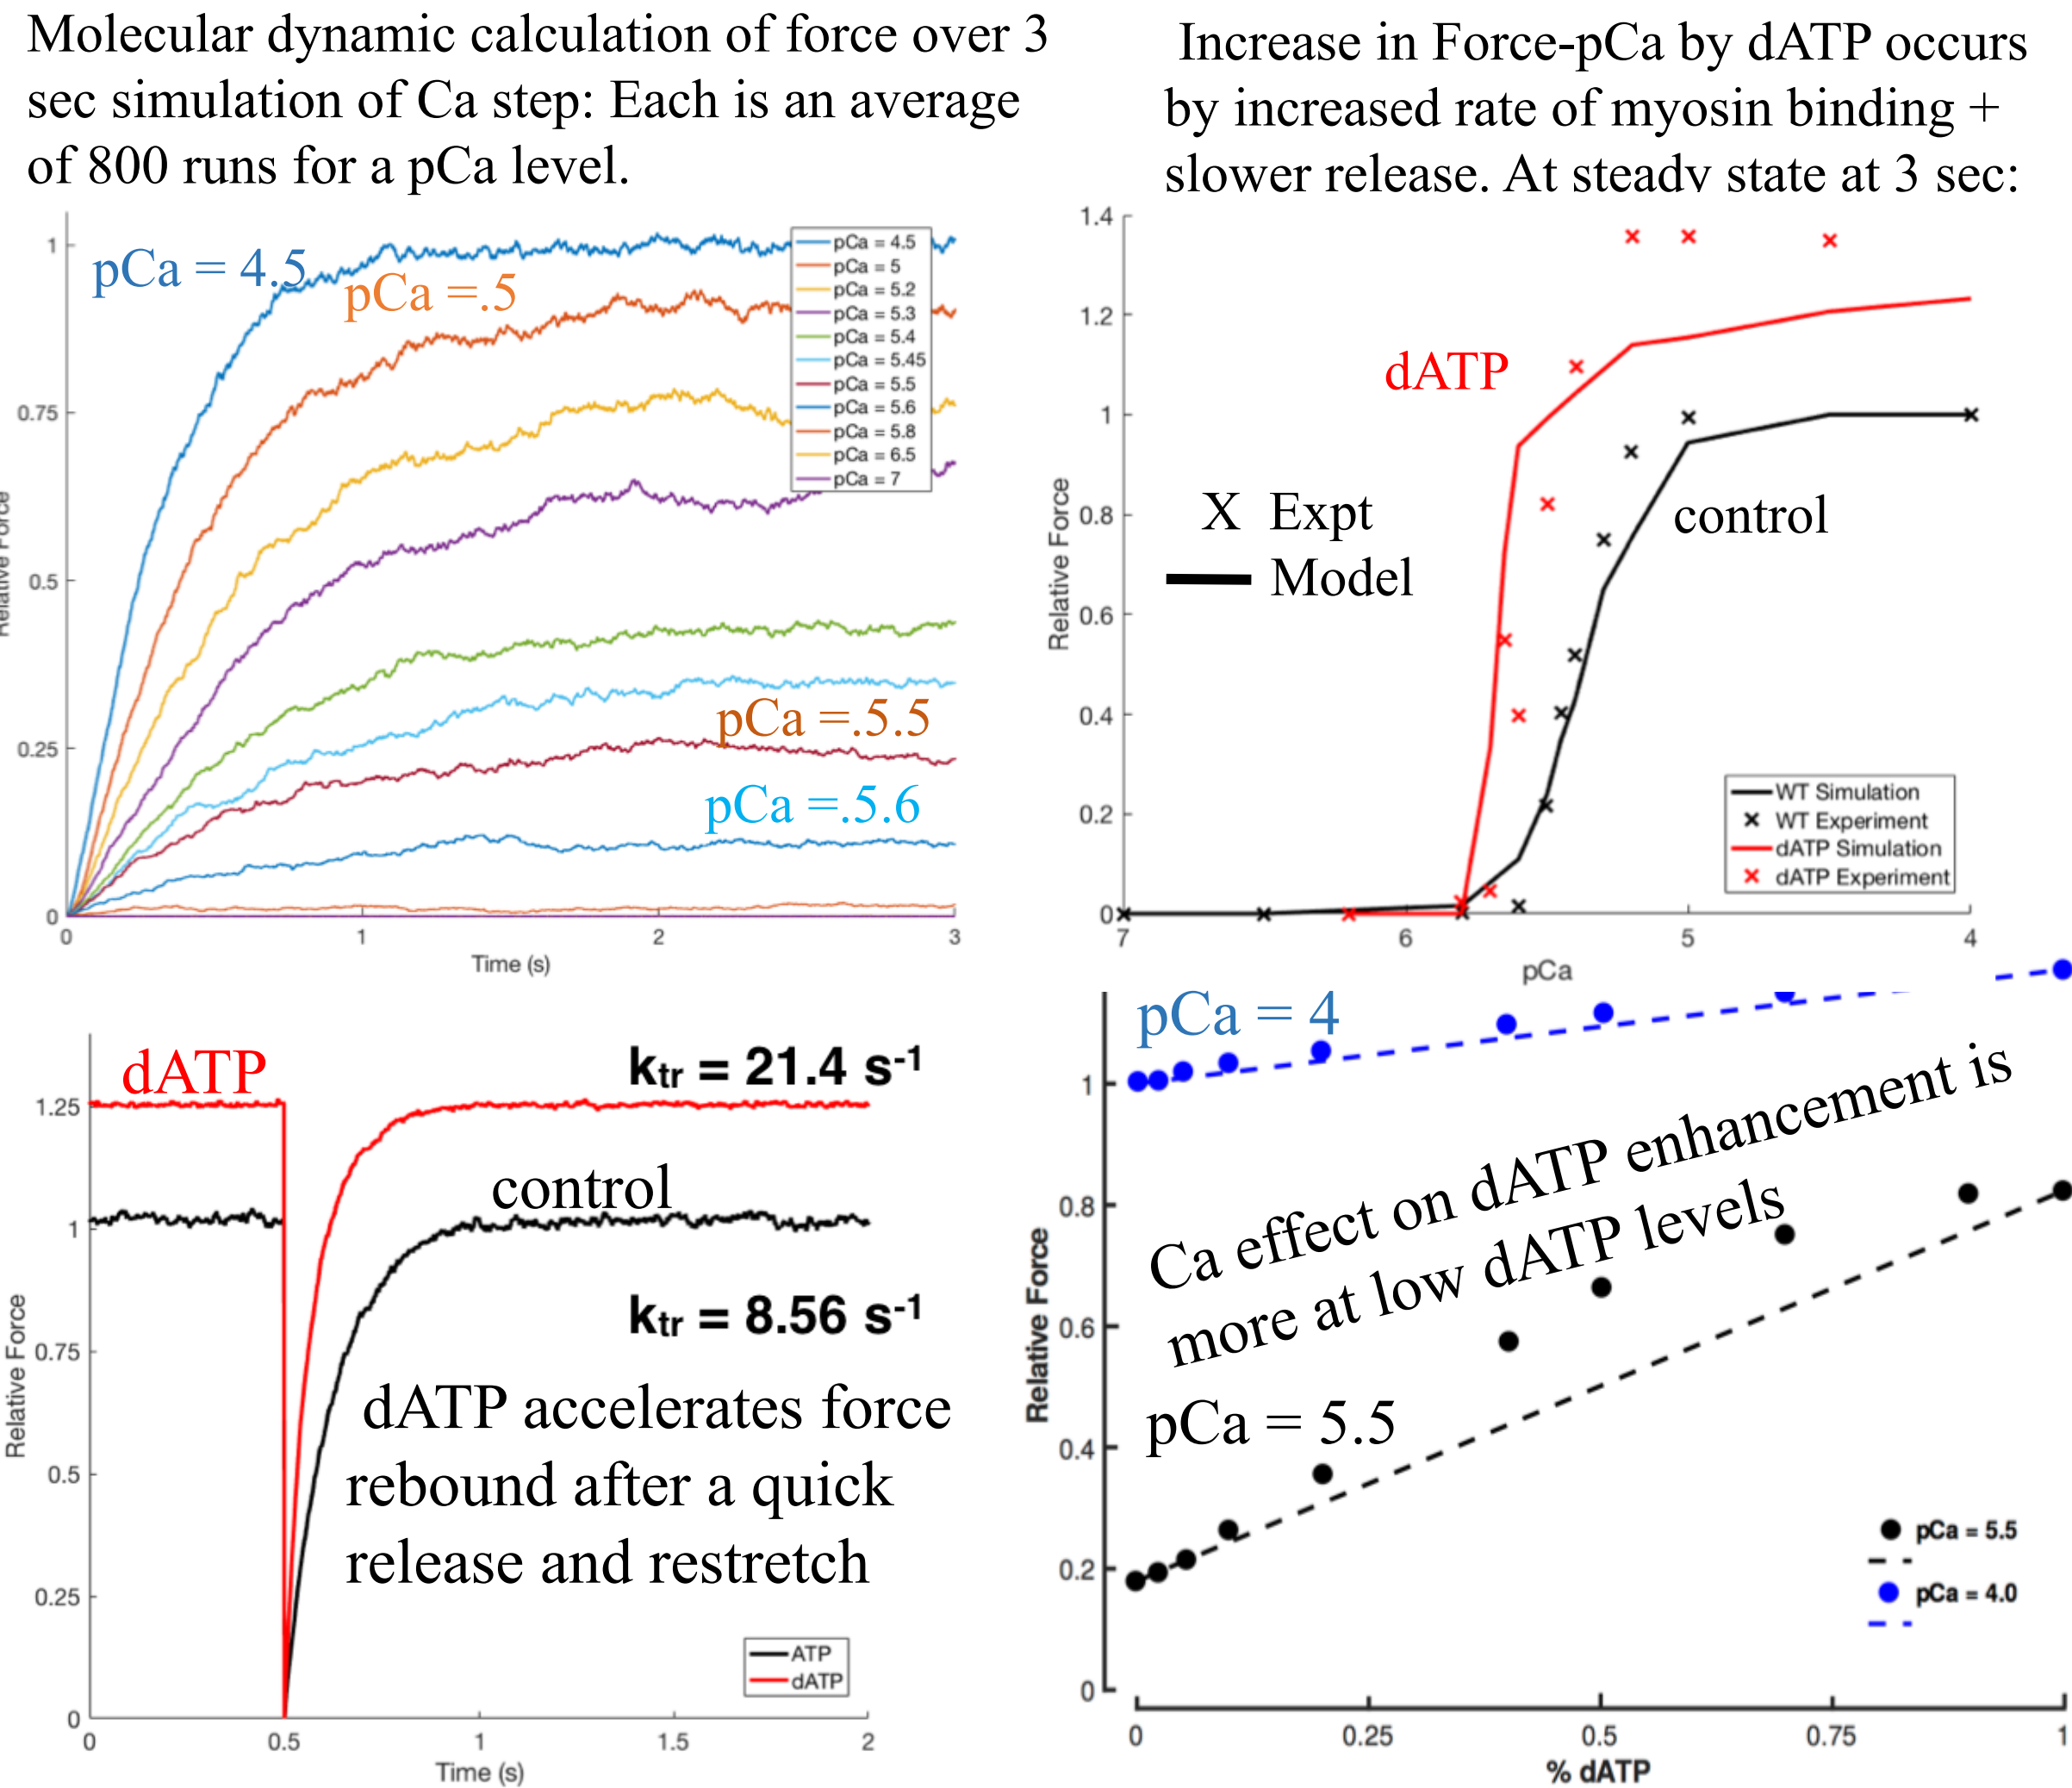 Molecular dynamic calculation of force over 3
sec simulation of Ca step: Each is an average
of 800 runs for a pCa level.
1
0.75
0.5
0.25
0
0
1
2
3
Time (s)
pCa = 4.5
pCa =.5
pCa =.5.5
pCa =.5.6
pCa = 4.5
pCa = 5
pCa = 5.2
pCa = 5.3
pCa = 5.4
pCa = 5.45
pCa = 5.5
pCa = 5.6
pCa = 5.8
pCa = 6.5
pCa = 7
Increase in Force-pCa by dATP occurs
by increased rate of myosin binding +
slower release. At steady state at 3 sec:
Relative Force
1.4
1.2
1
0.8
0.6
0.4
0.2
0
7
6
5
4
pCa
dATP
X Expt
Model
control
WT Simulation
WT Experiment
dATP Simulation
dATP Experiment
Relative Force
1.25
1
0.75
0.5
0.25
0
0
0.5
1
1.5
2
Time (s)
dATP
ktr = 21.4 s-1
control
ktr = 8.56 s-1
dATP accelerates force
rebound after a quick
release and restretch
ATP
dATP
Relative Force
1
0.8
0.6
0.4
0.2
0
0
0.25
0.5
0.75
1
% dATP
pCa = 4
Ca effect on dATP enhancement is
more at low dATP levels
pCa = 5.5
pCa = 5.5
pCa = 4.0